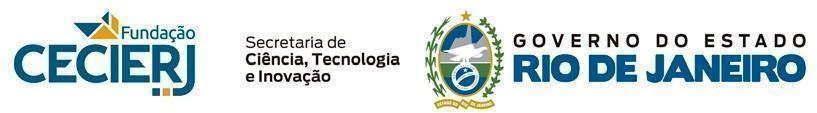 Fundação
CECIERJ
Secretaria de
Ciência, Tecnologia
e Inovação
GOVERNO DO ESTADO
RIO DE JANEIRO